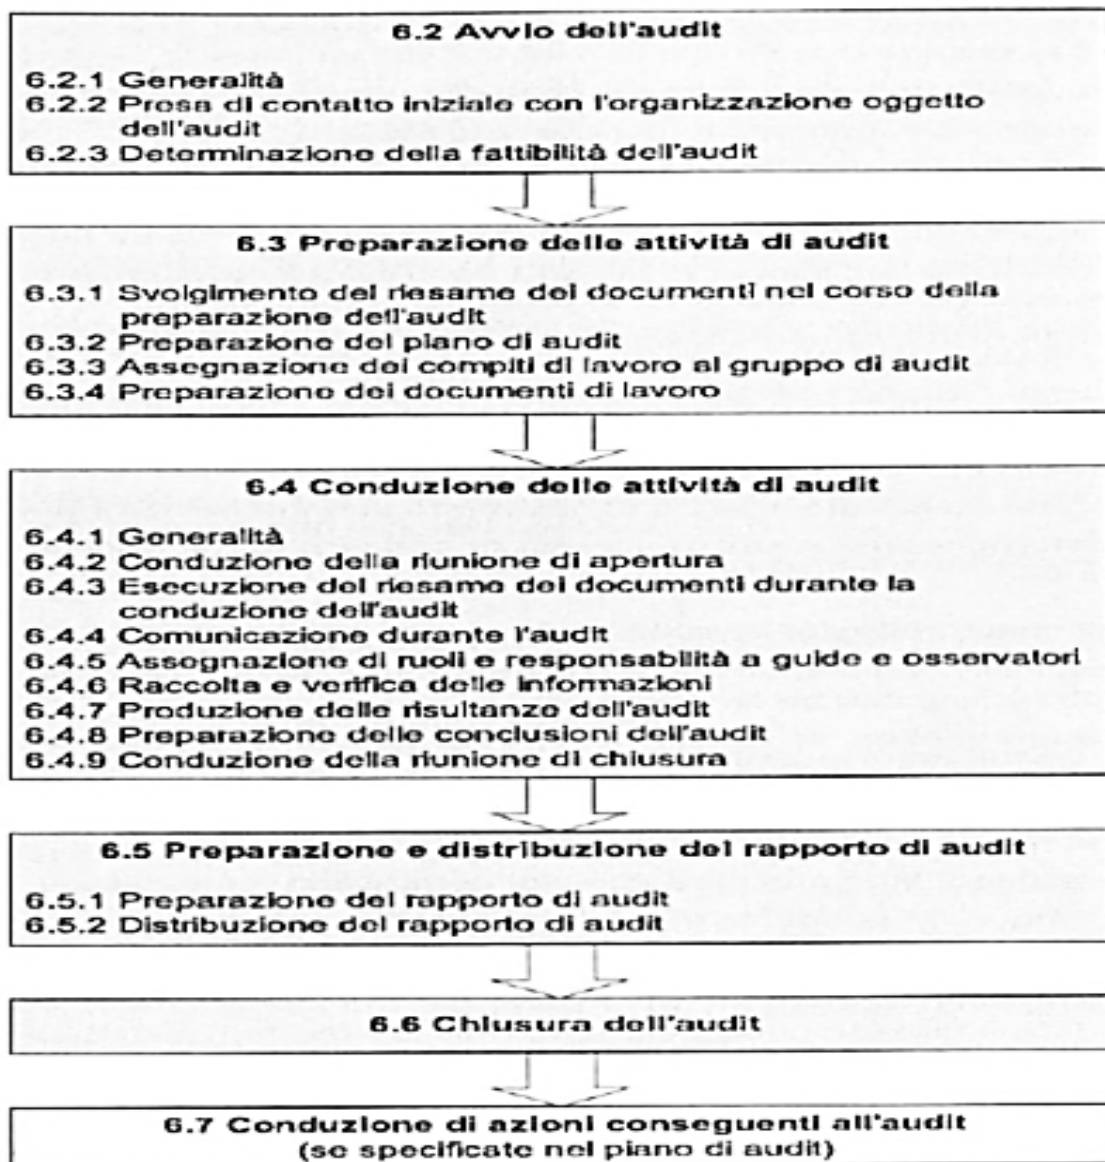 6.2 Avvio dell'audit
6.2.1 Generalità
6.2.2 Presa di contatto iniziale con l'organizzazione oggetto
dell'audit
6.2.3 Determinazione della fattibilità dell'audit
6.3 Preparazione delle attività di audit
6.3.1 Svolgimento del riesame dei documenti nel corso della
preparazione dell'audit
6.3.2 Preparazione del piano di audit
6.3.3 Assegnazione dei compiti di lavoro al gruppo di audit
6.3.4 Preparazione dei documenti di lavoro
6.4 Conduzione delle attività di audit
6.4.1 Generalità
6.4.2 Conduzione della riunione di apertura
6.4.3 Esecuzione del riesame dei documenti durante la
conduzione dell'audit
6.4.4 Comunicazione durante l'audit
6.4.5 Assegnazione di ruoli e responsabilità a guide e osservatori
6.4.6 Raccolta e verifica delle informazioni
6.4.7 Produzione delle risultanze dell'audit
6.4.8 Preparazione delle conclusioni dell'audit
6.4.9 Conduzione della riunione di chiusura
6.5 Preparazione e distribuzione del rapporto di audit
6.5.1 Preparazione del rapporto di audit
6.5.2 Distribuzione del rapporto di audit
6.6 Chiusura dell'audit
6.7 Conduzione di azioni conseguenti all'audit
(se specificate nel piano di audit)